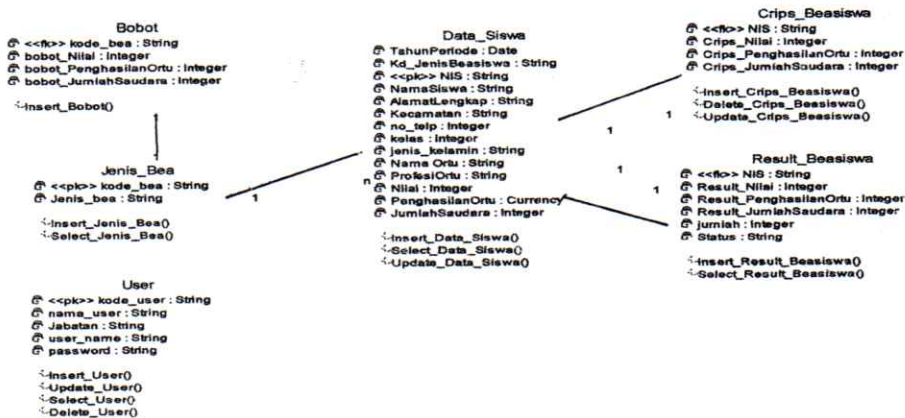 Bobot
<<fk>> kode_bea : String
bobot_Nilai : Integer
bobot_PenghasilanOrtu : Integer
bobot_JumlahSaudara : Integer
Insert_Bobot()
Jenis_Bea
<<pk>> kode_bea : String
Jenis_bea : String
Insert_Jenis_Bea()
Select_Jenis_Bea()
User
<<pk>> kode_user : String
nama_user : String
Jabatan : String
user_name : String
password : String
Insert_User()
Update_User()
Select_User()
Delete_User()
1
n
Data_Siswa
TahunPeriode : Date
Kd_JenisBeasiswa : String
<<pk>> NIS : String
NamaSiswa : String
AlamatLengkap : String
Kecamatan : String
no_telp : Integer
kelas : Integer
jenis_kelamin : String
Nama Ortu : String
ProfesiOrtu : String
Nilai : Integer
PenghasilanOrtu : Currency
JumlahSaudara : Integer
Insert_Data_Siswa()
Select_Data_Siswa()
Update_Data_Siswa()
1
1
1
1
Crips_Beasiswa
<<fk>> NIS : String
Crips_Nilai : Integer
Crips_PenghasilanOrtu : Integer
Crips_JumlahSaudara : Integer
Insert_Crips_Beasiswa()
Delete_Crips_Beasiswa()
Update_Crips_Beasiswa()
Result_Beasiswa
<<fk>> NIS : String
Result_Nilai : Integer
Result_PenghasilanOrtu : Integer
Result_JumlahSaudara : Integer
jumlah : Integer
Status : String
Insert_Result_Beasiswa()
Select_Result_Beasiswa()